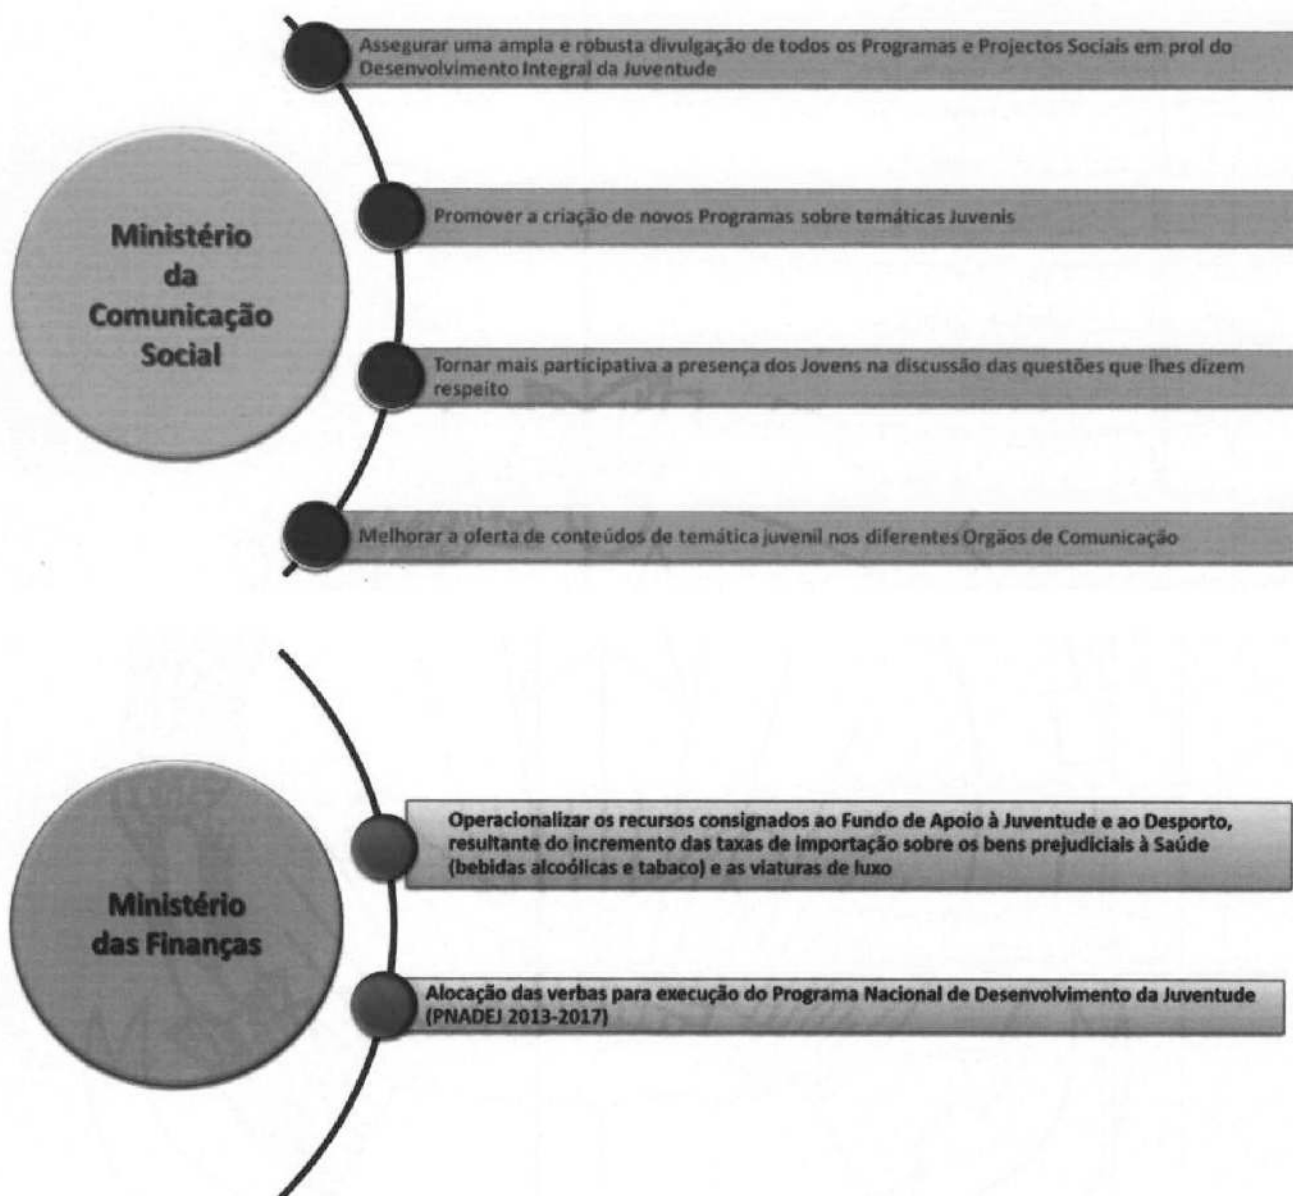 Assegurar uma ampla e robusta divulgação de todos os Programas e Projectos Sociais em prol do
Desenvolvimento Integral da Juventude
Promover a criação de novos Programas sobre temáticas Juvenis
Ministério
da
Comunicação
Social
Tornar mais participativa a presença dos Jovens na discussão das questões que lhes dizem
respeito
Melhorar a oferta de conteúdos de temática juvenil nos diferentes Orgãos de Comunicação
Operacionalizar os recursos consignados ao Fundo de Apoio à Juventude e ao Desporto,
resultante do incremento das taxas de importação sobre os bens prejudiciais à Saúde
(bebidas alcoólicas e tabaco) e as viaturas de luxo
Ministério
das Finanças
Alocação das verbas para execução do Programa Nacional de Desenvolvimento da Juventude
(PNADEJ 2013-2017)